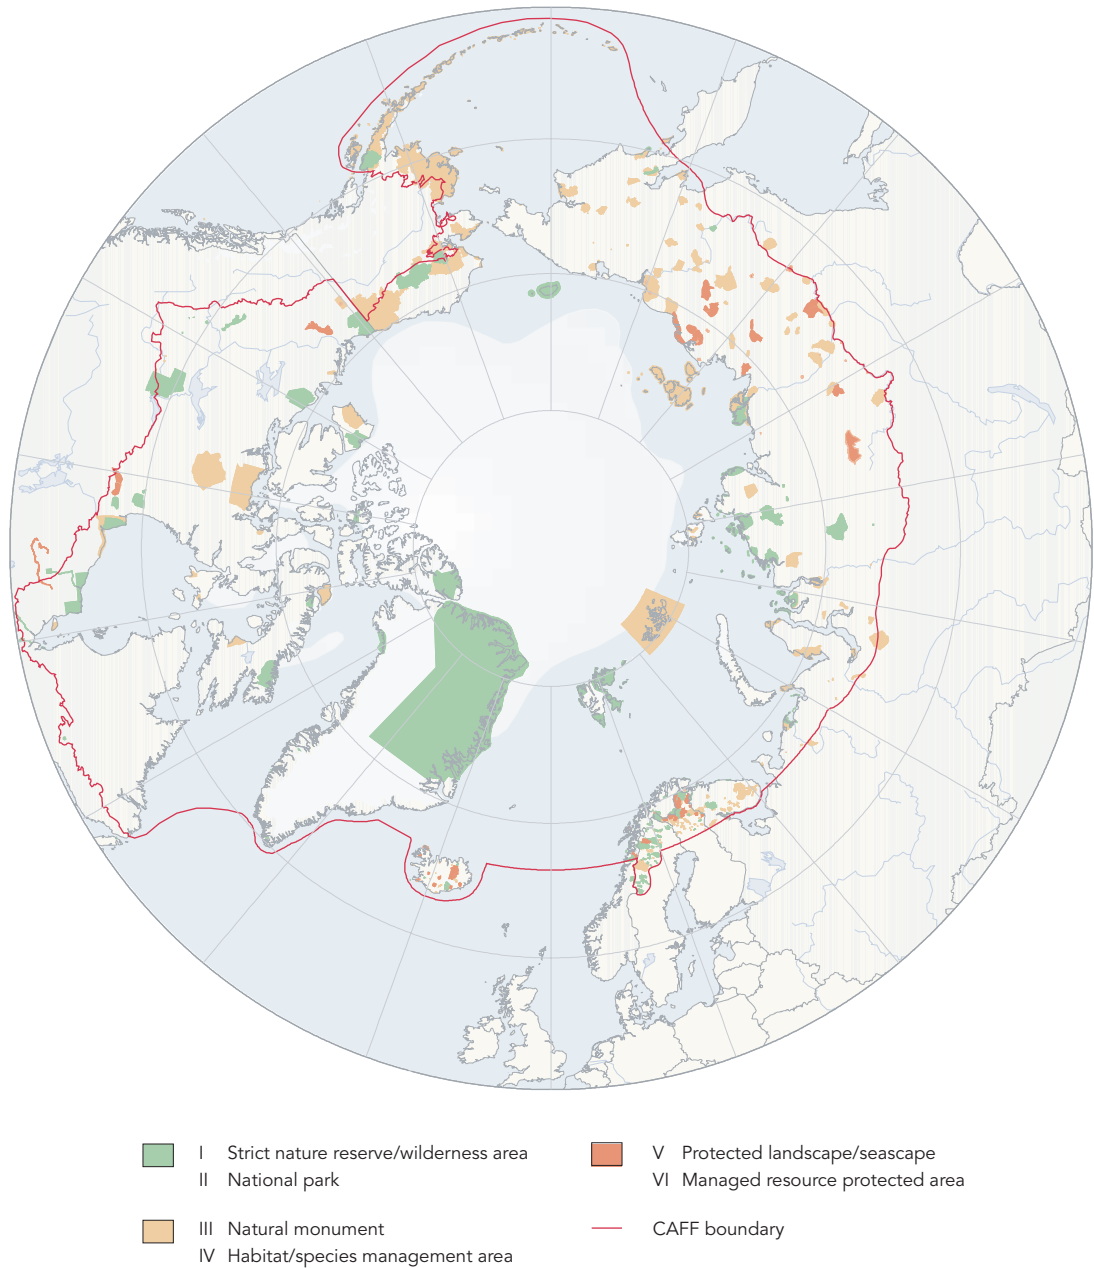 I Strict nature reserve/wilderness area
II National park
III Natural monument
IV Habitat/species management area
V Protected landscape/seascape
VI Managed resource protected area
CAFF boundary